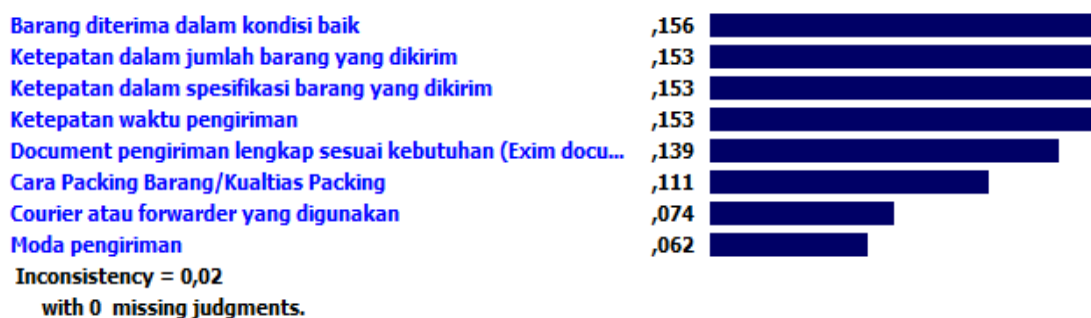 Barang diterima dalam kondisi baik ,156
Ketepatan dalam jumlah barang yang dikirim ,153
Ketepatan dalam spesifikasi barang yang dikirim ,153
Ketepatan waktu pengiriman ,153
Document pengiriman lengkap sesuai kebutuhan (Exim docu... ,139
Cara Packing Barang/Kualtias Packing ,111
Courier atau forwarder yang digunakan ,074
Moda pengiriman ,062
Inconsistency = 0,02
with 0 missing judgments.